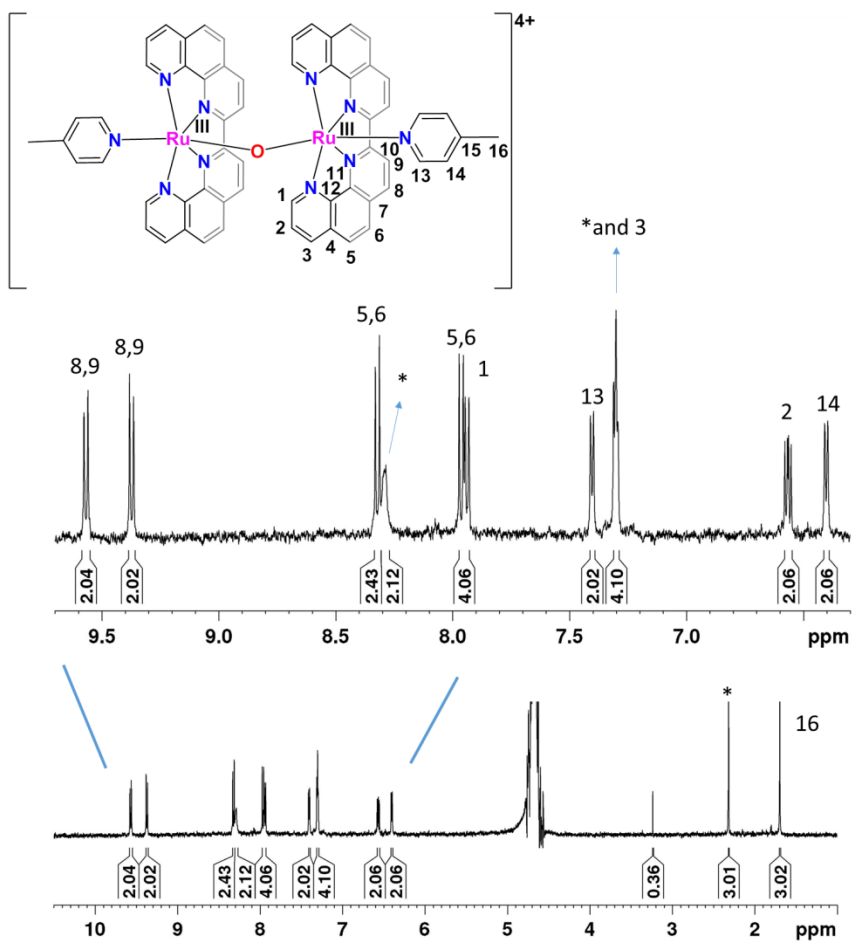 4+
N N
N N
III III
N Ru Ru N
O
N N
N N
10 15 16
9 13 14
11 8
12 7
1 6
2 3 4 5
*and 3
8,9 8,9 5,6 * 5,6 1 13 2 14
2.04 2.02 2.43 2.12 4.06 2.02 4.10 2.06 2.06
9.5 9.0 8.5 8.0 7.5 7.0 ppm
* 16
2.04 2.02 2.43 2.12 4.06 2.02 4.10 2.06 2.06 0.36 3.01 3.02
10 9 8 7 6 5 4 3 2 ppm